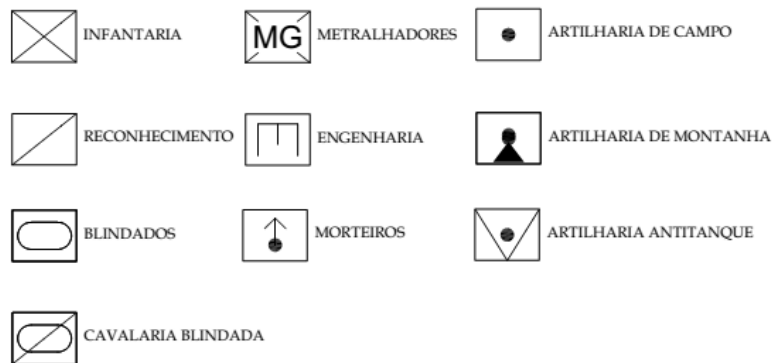 INFANTARIA
MG METRALHADORES
ARTILHARIA DE CAMPO
RECONHECIMENTO
ENGENHARIA
ARTILHARIA DE MONTANHA
BLINDADOS
MORTEIROS
ARTILHARIA ANTITANQUE
CAVALARIA BLINDADA